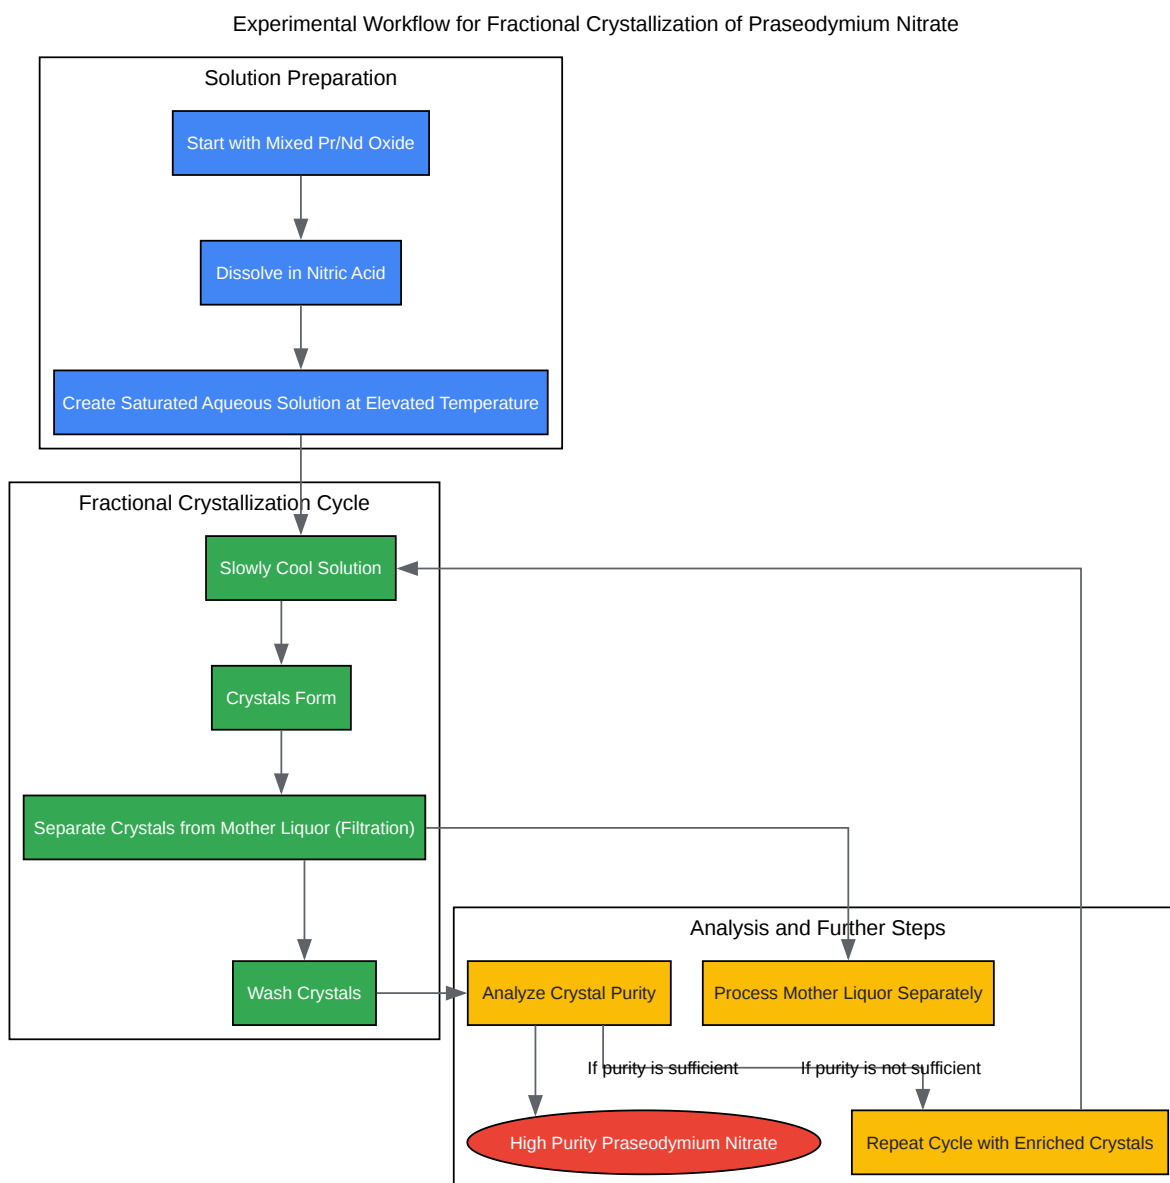 Experimental Workflow for Fractional Crystallization of Praseodymium Nitrate
Solution Preparation
Start with Mixed Pr/Nd Oxide
Dissolve in Nitric Acid
Create Saturated Aqueous Solution at Elevated Temperature
Fractional Crystallization Cycle
Slowly Cool Solution
Crystals Form
Separate Crystals from Mother Liquor (Filtration)
Wash Crystals
Analysis and Further Steps
Analyze Crystal Purity
Process Mother Liquor Separately
If purity is sufficient
If purity is not sufficient
High Purity Praseodymium Nitrate
Repeat Cycle with Enriched Crystals